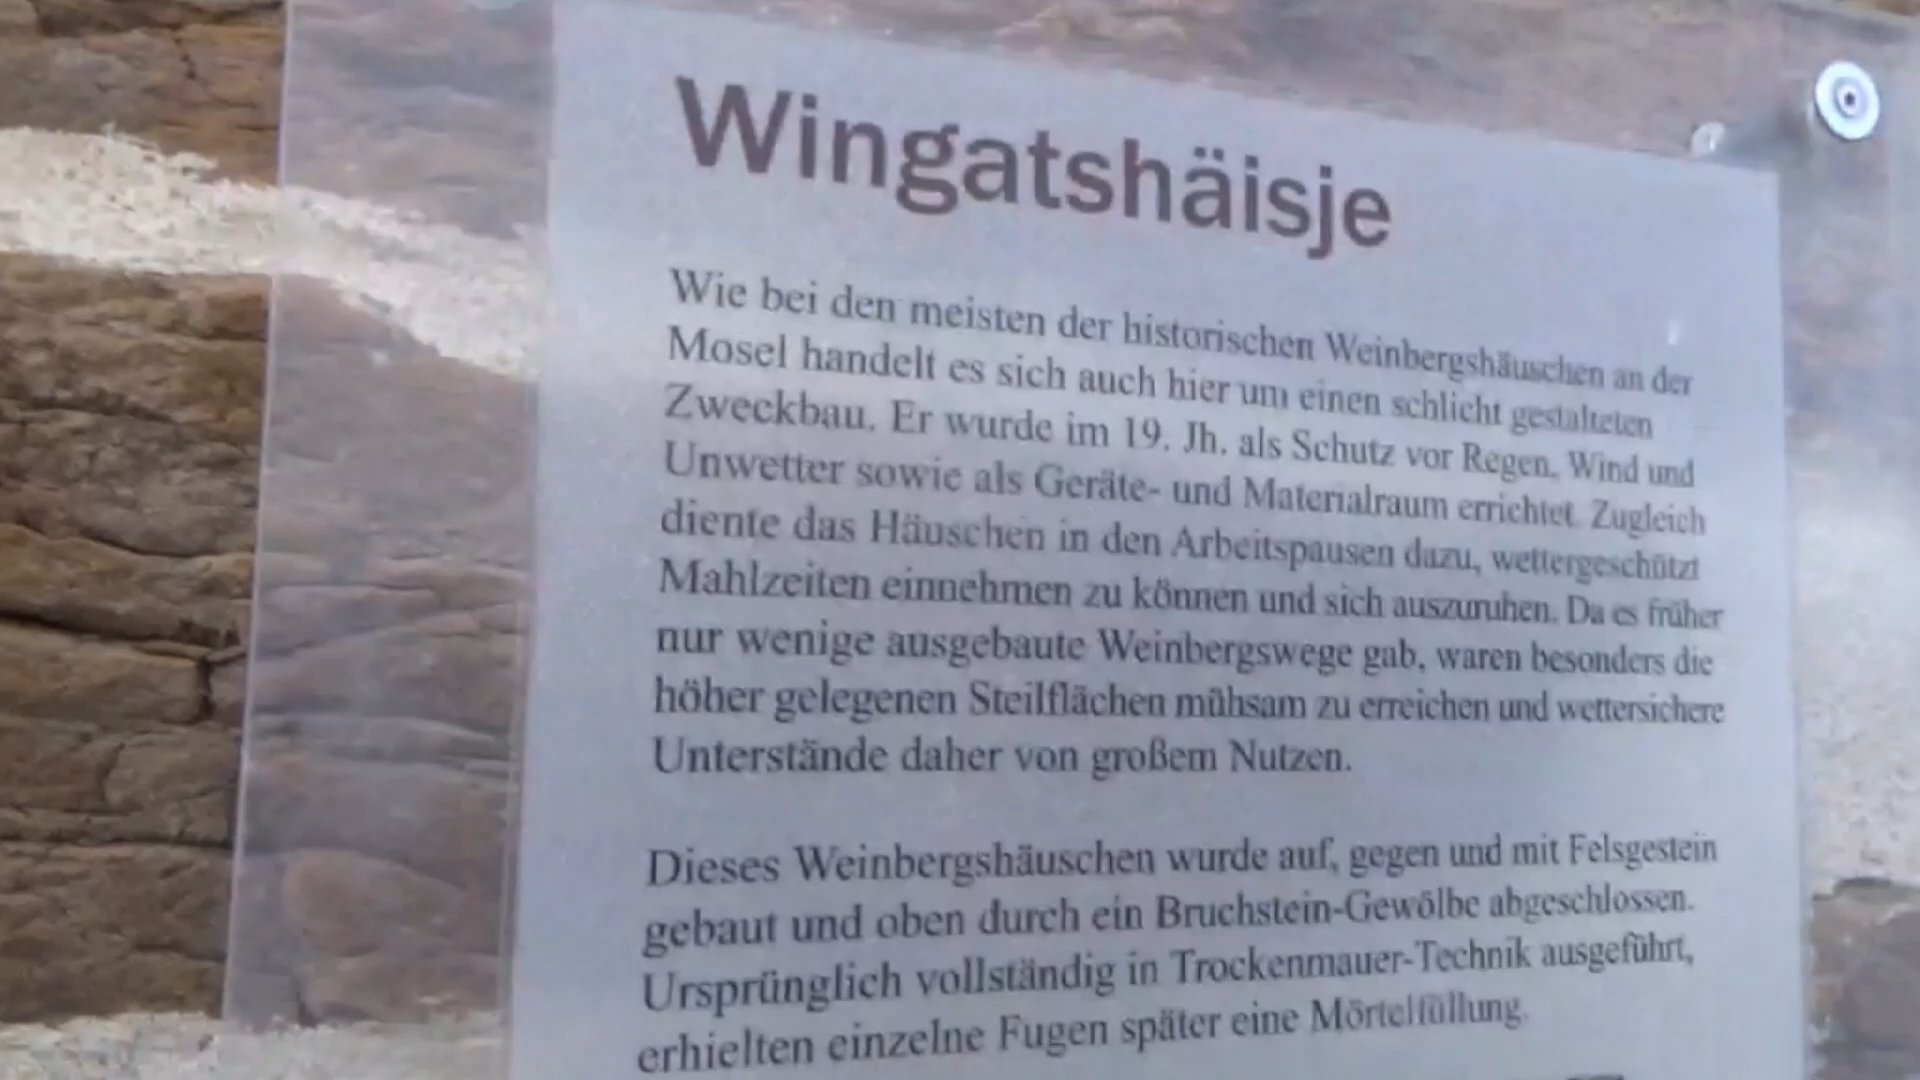 Wingatshäisje
Wie bei den meisten der historischen Weinbergshäuschen an der
Mosel handelt es sich auch hier um einen schlicht gestalteten
Zweckbau. Er wurde im 19. Jh. als Schutz vor Regen, Wind und
Unwetter sowie als Geräte- und Materialraum errichtet. Zugleich
diente das Häuschen in den Arbeitspausen dazu, wettergeschützt
Mahlzeiten einnehmen zu können und sich auszuruhen. Da es früher
nur wenige ausgebaute Weinbergswege gab, waren besonders die
höher gelegenen Steilflächen mühsam zu erreichen und wettersichere
Unterstände daher von großem Nutzen.
Dieses Weinbergshäuschen wurde auf, gegen und mit Felsgestein
gebaut und oben durch ein Bruchstein-Gewölbe abgeschlossen.
Ursprünglich vollständig in Trockenmauer-Technik ausgeführt,
erhielten einzelne Fugen später eine Mörtelfüllung.